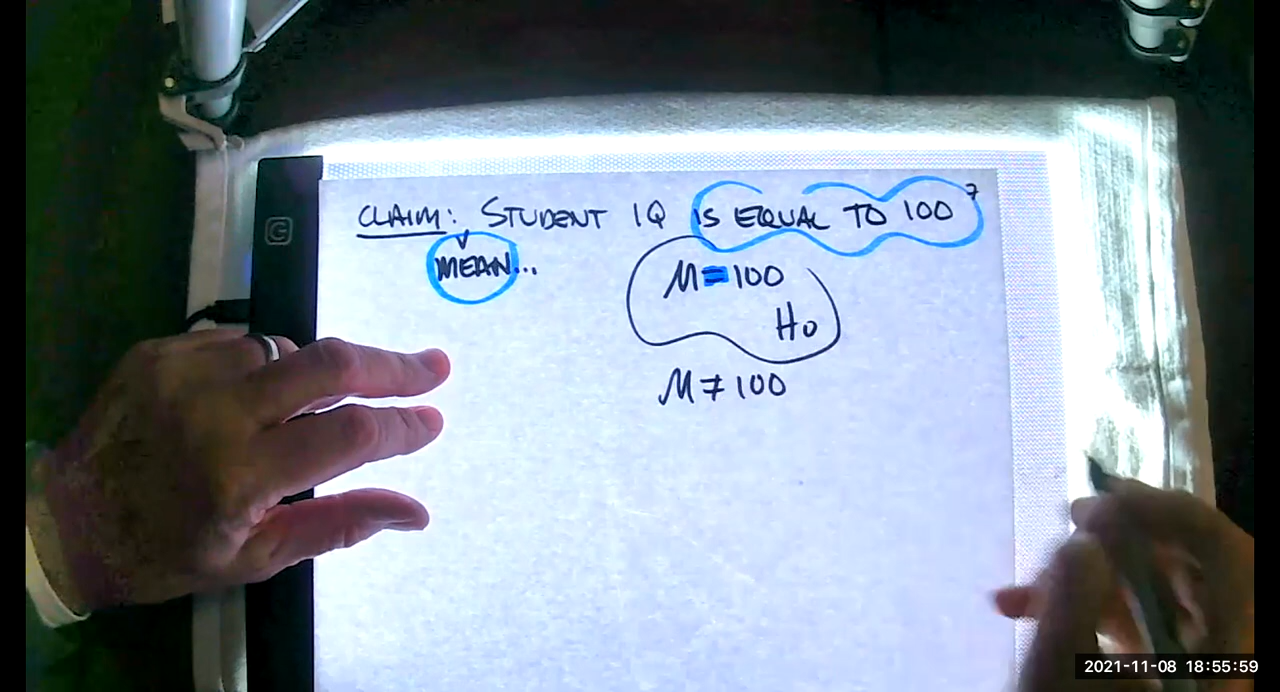 CLAIM: STUDENT IQ IS EQUAL TO 100
MEAN...
M = 100
H0
M ≠ 100
2021-11-08 18:55:59